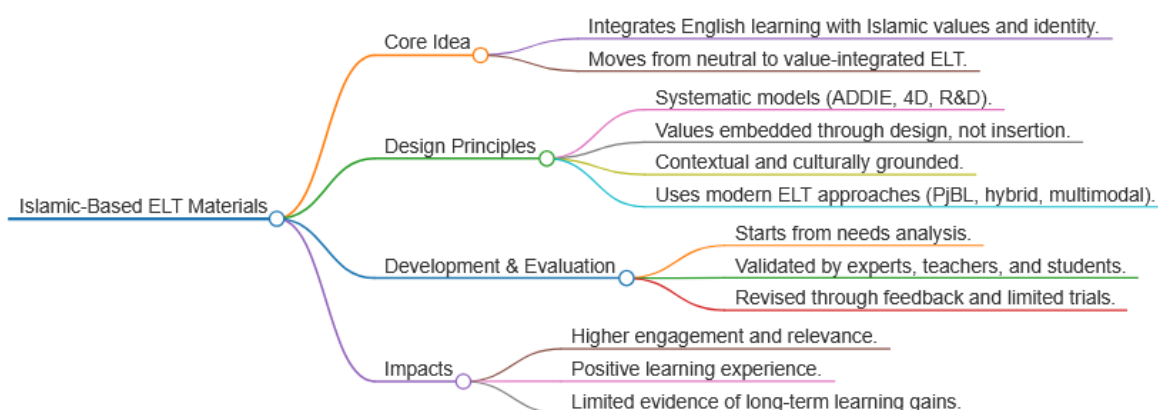 Islamic-Based ELT Materials
Core Idea
Integrates English learning with Islamic values and identity.
Moves from neutral to value-integrated ELT.
Design Principles
Systematic models (ADDIE, 4D, R&D).
Values embedded through design, not insertion.
Contextual and culturally grounded.
Uses modern ELT approaches (PjBL, hybrid, multimodal).
Development & Evaluation
Starts from needs analysis.
Validated by experts, teachers, and students.
Revised through feedback and limited trials.
Impacts
Higher engagement and relevance.
Positive learning experience.
Limited evidence of long-term learning gains.